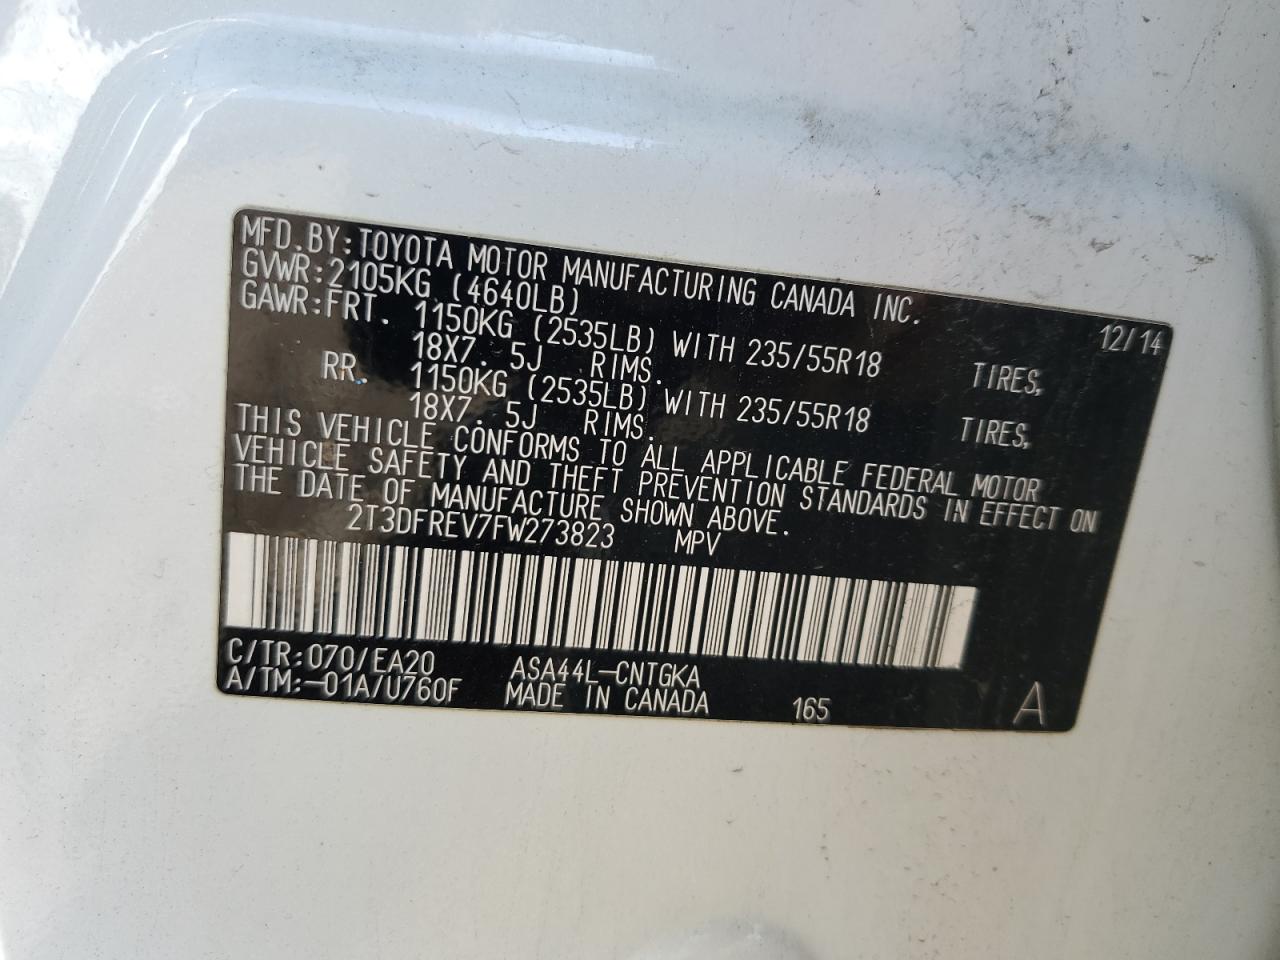 MFD.BY:TOYOTA MOTOR MANUFACTURING CANADA INC.
GVWR:2105KG (4640LB) 12/14
GAWR:FRT. 1150KG (2535LB) WITH 235/55R18 TIRES,
18X7.5J RIMS.
RR. 1150KG (2535LB) WITH 235/55R18 TIRES,
18X7.5J RIMS.
THIS VEHICLE CONFORMS TO ALL APPLICABLE FEDERAL MOTOR
VEHICLE SAFETY AND THEFT PREVENTION STANDARDS IN EFFECT ON
THE DATE OF MANUFACTURE SHOWN ABOVE.
2T3DFREV7FW273823 MPV
C/TR:070/EA20 ASA44L-CNTGKA
A/TM:-01A/U760F MADE IN CANADA 165 A